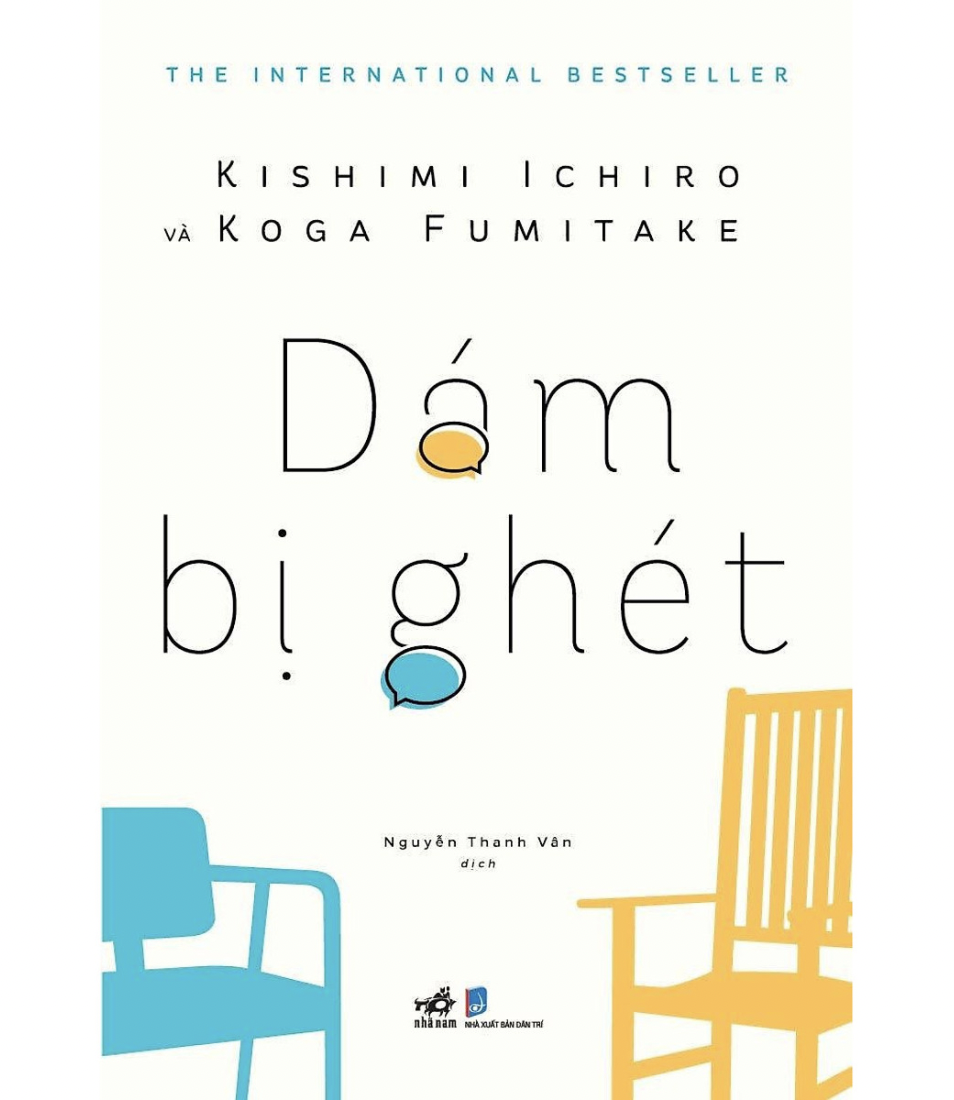 THE INTERNATIONAL BESTSELLER
KISHIMI ICHIRO
VÀ KOGA FUMITAKE
Dám
bị ghét
Nguyễn Thanh Vân
dịch
nhã nam
NHÀ XUẤT BẢN DÂN TRÍ